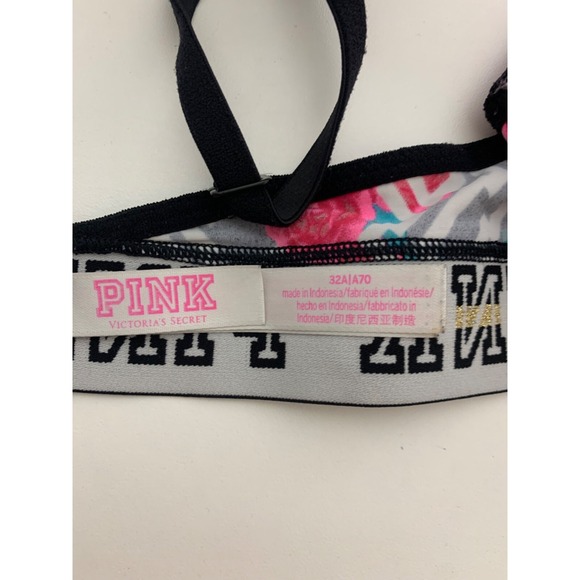 PINK
VICTORIA'S SECRET
32A|A70
made in Indonesia/fabriqué en Indonésie/
hecho en Indonesia/fabbricato in
Indonesia/印度尼西亚制造